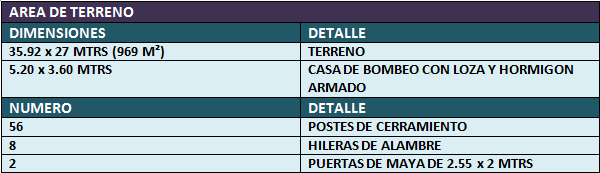 AREA DE TERRENO
DIMENSIONES DETALLE
35.92 x 27 MTRS (969 M²) TERRENO
5.20 x 3.60 MTRS CASA DE BOMBEO CON LOZA Y HORMIGON
ARMADO
NUMERO DETALLE
56 POSTES DE CERRAMIENTO
8 HILERAS DE ALAMBRE
2 PUERTAS DE MAYA DE 2.55 x 2 MTRS